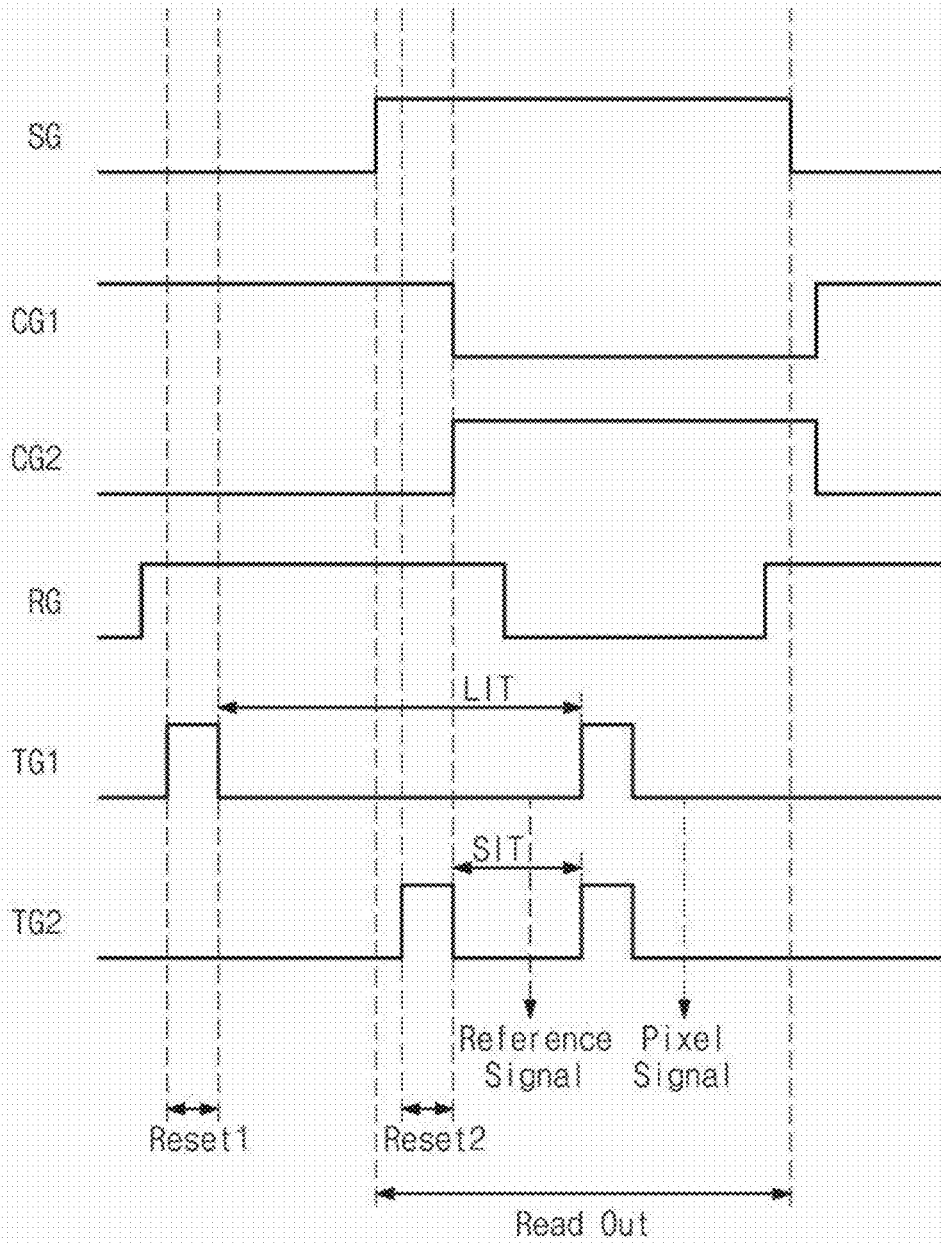 SG
CG1
CG2
RG
LIT
TG1
SIT
TG2
Reference Pixel
Signal Signal
Reset1 Reset2
Read Out